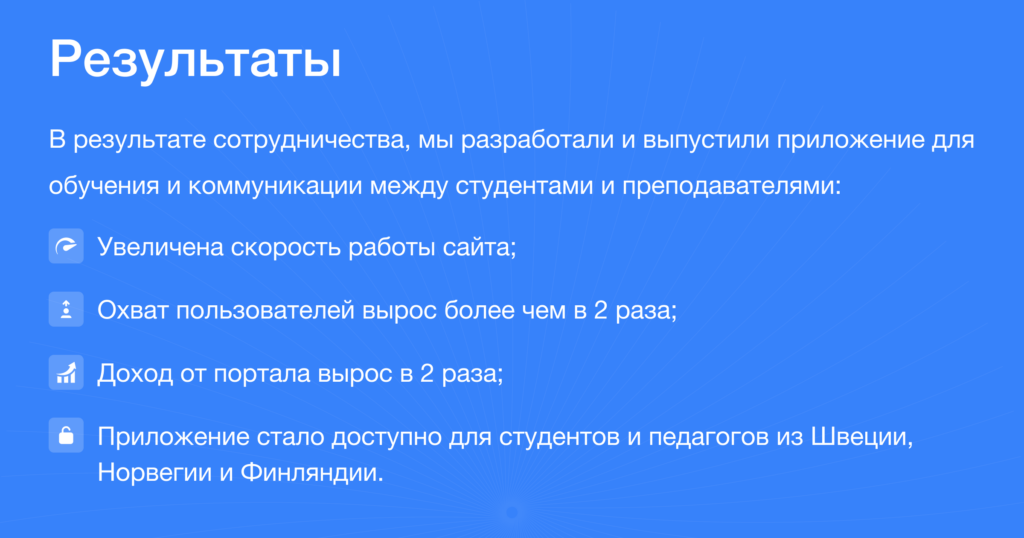 Результаты
В результате сотрудничества, мы разработали и выпустили приложение для
обучения и коммуникации между студентами и преподавателями:
Увеличена скорость работы сайта;
Охват пользователей вырос более чем в 2 раза;
Доход от портала вырос в 2 раза;
Приложение стало доступно для студентов и педагогов из Швеции,
Норвегии и Финляндии.